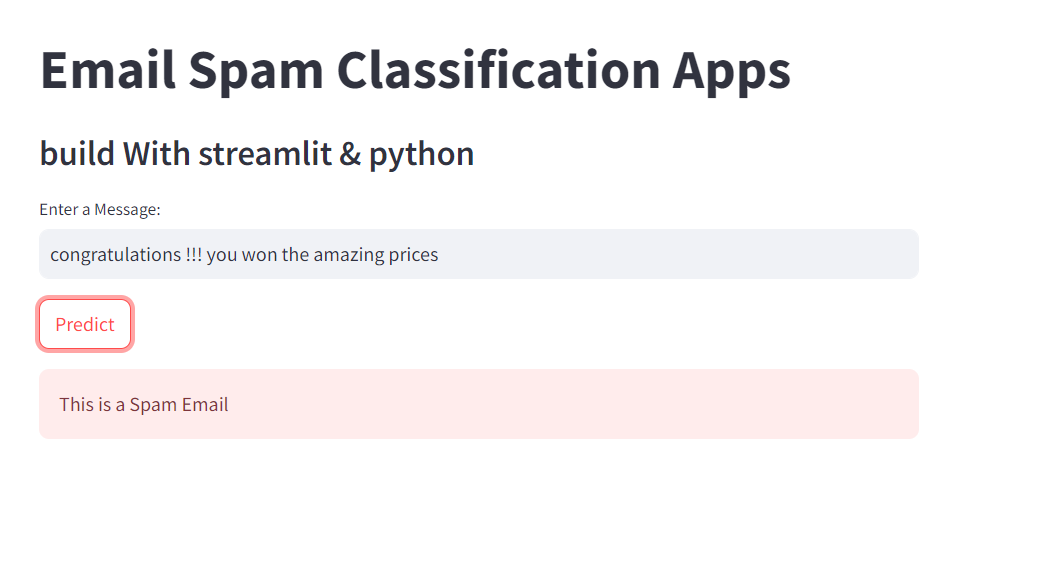 Email Spam Classification Apps
build With streamlit & python
Enter a Message:
congratulations !!! you won the amazing prices
Predict
This is a Spam Email